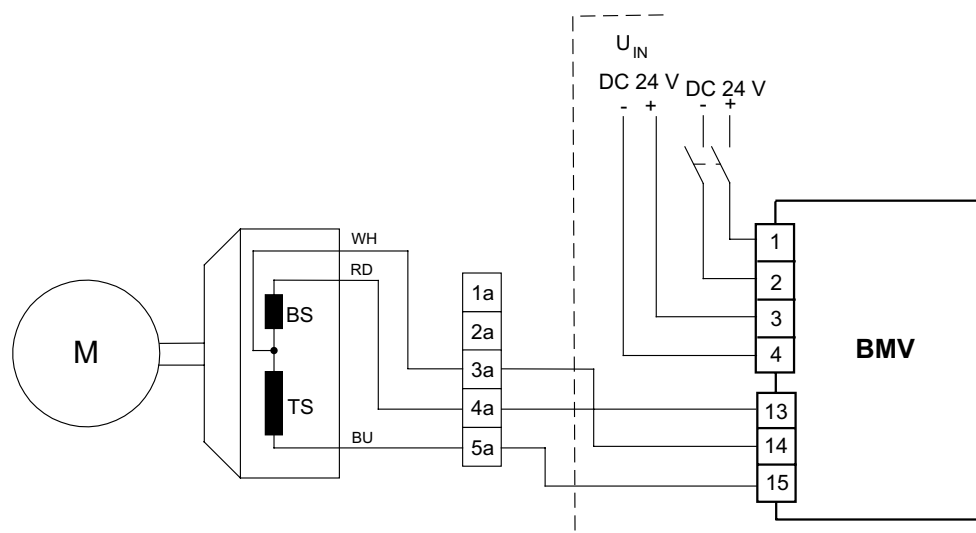 U IN
DC 24 V DC 24 V
- + - +
1
2
3
4
BMV
13
14
15
WH
RD
BS
TS
BU
M
1a
2a
3a
4a
5a